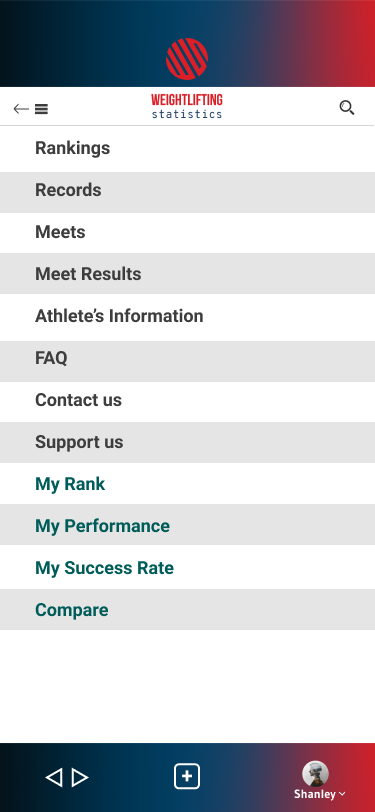 WEIGHTLIFTING
statistics
Rankings
Records
Meets
Meet Results
Athlete’s Information
FAQ
Contact us
Support us
My Rank
My Performance
My Success Rate
Compare
Shanley